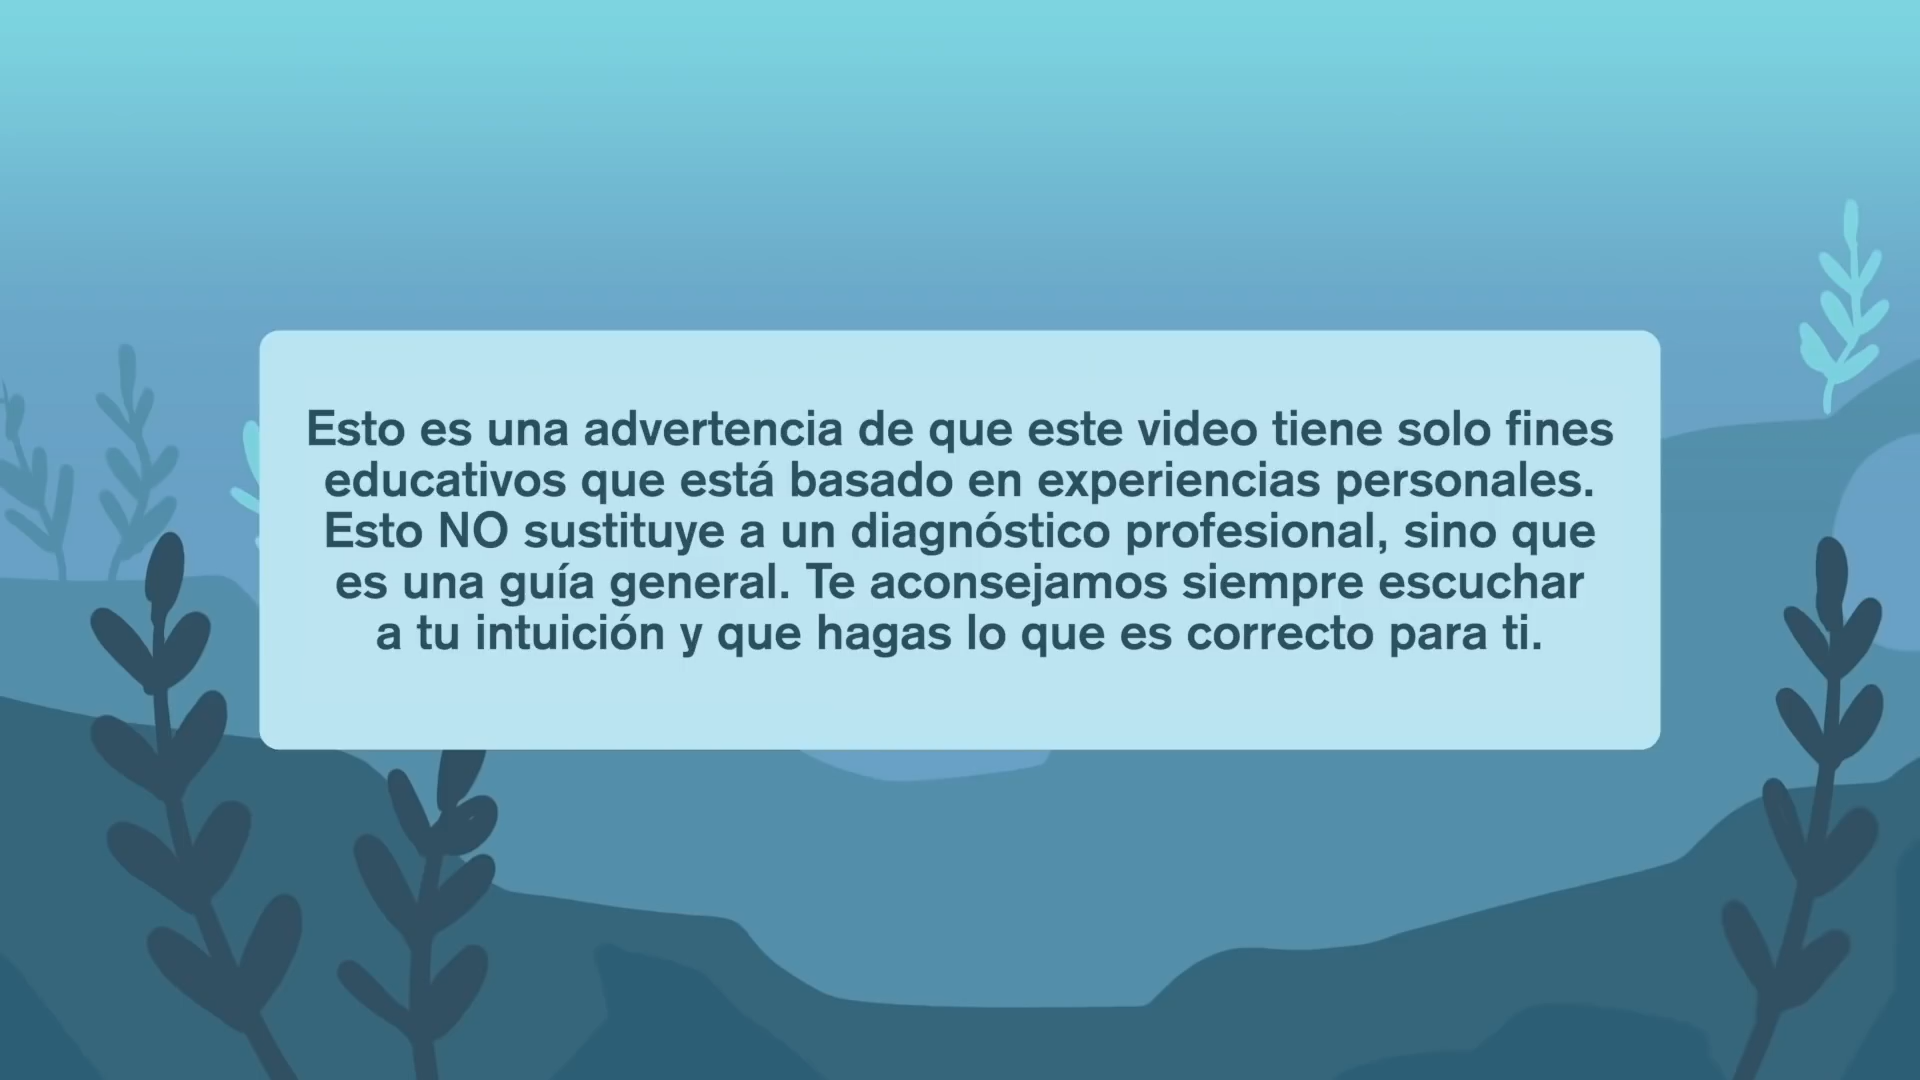 Esto es una advertencia de que este video tiene solo fines
educativos que está basado en experiencias personales.
Esto NO sustituye a un diagnóstico profesional, sino que
es una guía general. Te aconsejamos siempre escuchar
a tu intuición y que hagas lo que es correcto para ti.